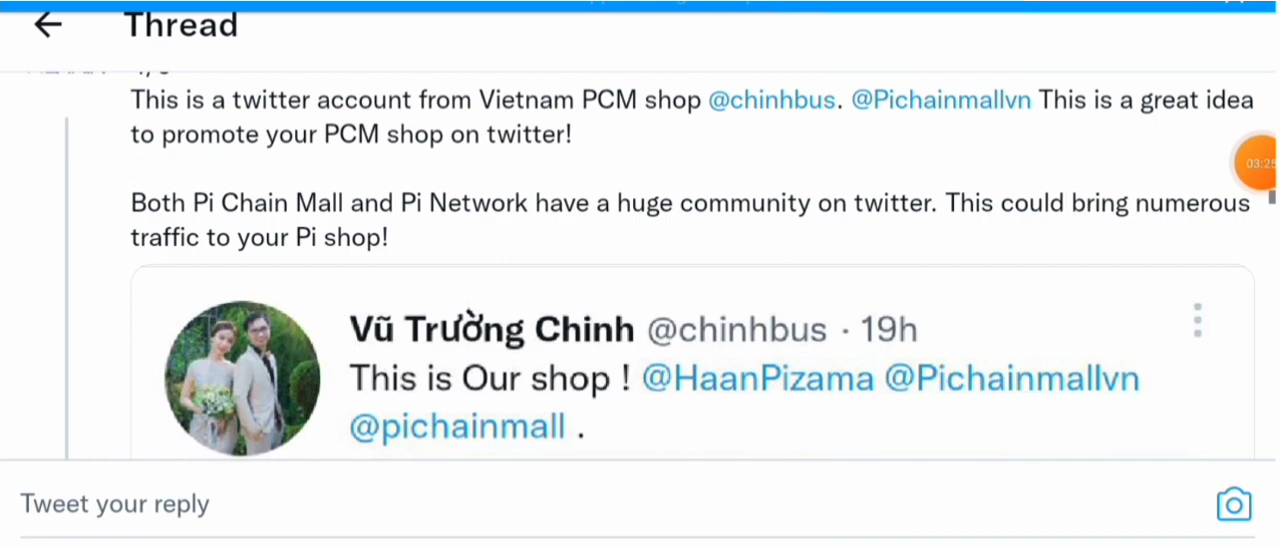 Thread
This is a twitter account from Vietnam PCM shop @chinhbus. @Pichainmallvn This is a great idea
to promote your PCM shop on twitter!
03:25
Both Pi Chain Mall and Pi Network have a huge community on twitter. This could bring numerous
traffic to your Pi shop!
Vũ Trường Chinh @chinhbus · 19h
This is Our shop ! @HaanPizama @Pichainmallvn
@pichainmall .
Tweet your reply